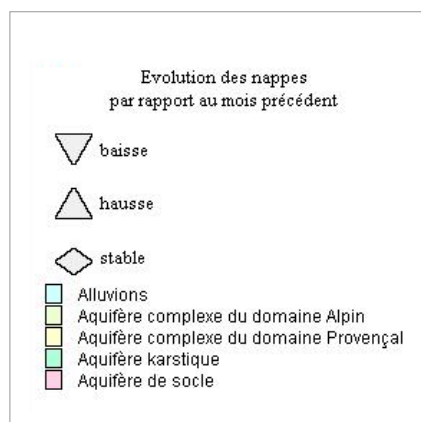 Evolution des nappes
par rapport au mois précédent
baisse
hausse
stable
Alluvions
Aquifère complexe du domaine Alpin
Aquifère complexe du domaine Provençal
Aquifère karstique
Aquifère de socle